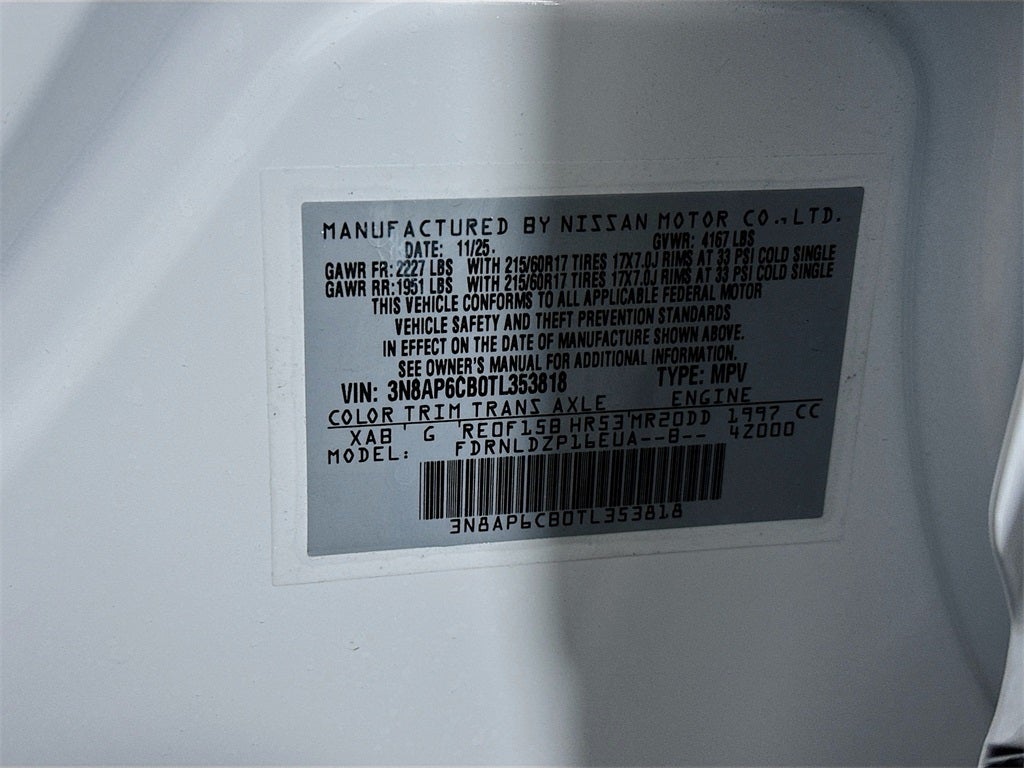 MANUFACTURED BY NISSAN MOTOR CO., LTD.
DATE: 11/25. GVWR: 4167 LBS
GAWR FR: 2227 LBS WITH 215/60R17 TIRES 17X7.0J RIMS AT 33 PSI COLD SINGLE
GAWR RR: 1951 LBS WITH 215/60R17 TIRES 17X7.0J RIMS AT 33 PSI COLD SINGLE
THIS VEHICLE CONFORMS TO ALL APPLICABLE FEDERAL MOTOR
VEHICLE SAFETY AND THEFT PREVENTION STANDARDS
IN EFFECT ON THE DATE OF MANUFACTURE SHOWN ABOVE.
SEE OWNER'S MANUAL FOR ADDITIONAL INFORMATION.
VIN: 3N8AP6CB0TL353818 TYPE: MPV
COLOR TRIM TRANS AXLE ENGINE
XAB' G 'RE0F15B HR53'MR20DD 1997 CC
MODEL: FDRNLDZP16EUA--B-- 4Z000
3N8AP6CB0TL353818